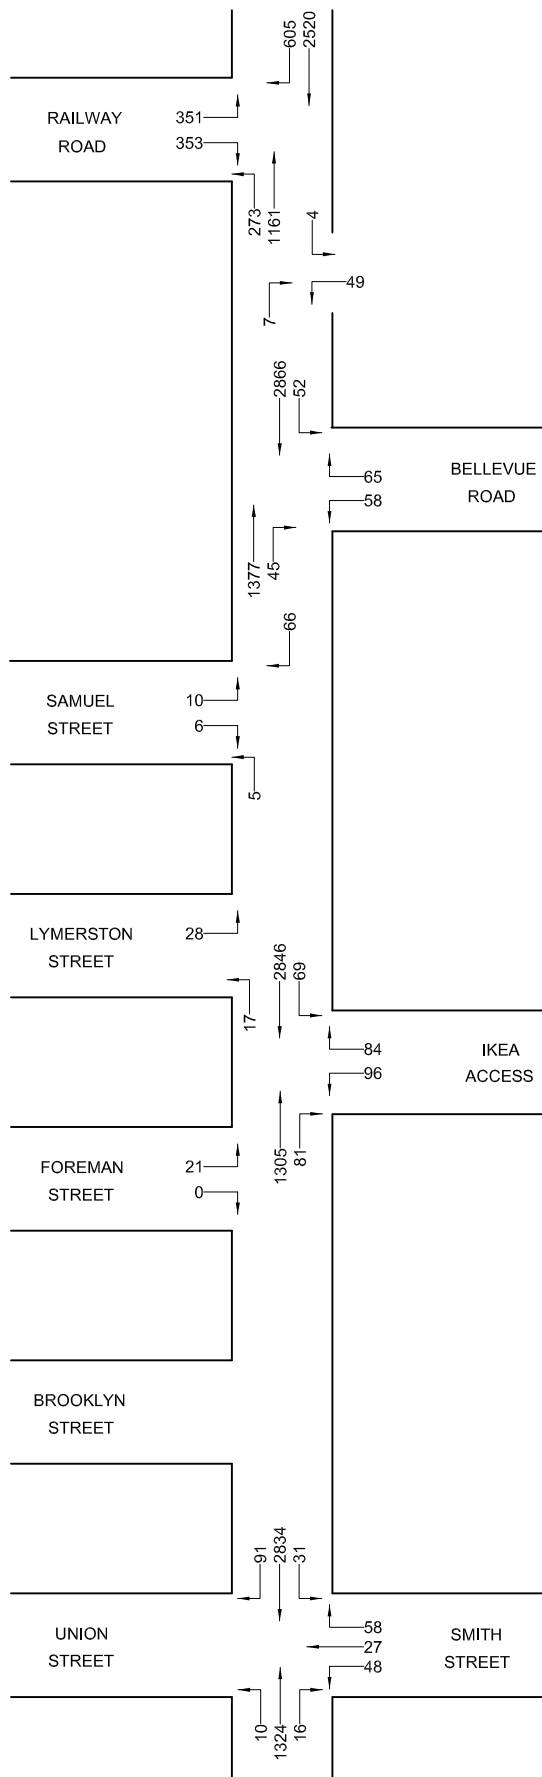 605
2520
RAILWAY
ROAD
351
353
273
1161
4
49
7
2866
52
65
58
BELLEVUE
ROAD
1377
45
66
SAMUEL
STREET
10
6
5
LYMERSTON
STREET
28
17
2846
69
84
96
IKEA
ACCESS
1305
81
FOREMAN
STREET
21
0
BROOKLYN
STREET
91
2834
31
UNION
STREET
58
27
48
SMITH
STREET
10
1324
16